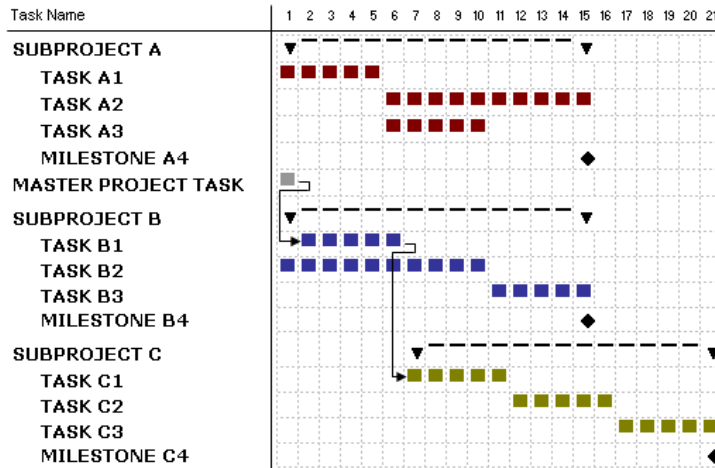 Task Name 1 2 3 4 5 6 7 8 9 10 11 12 13 14 15 16 17 18 19 20 21
SUBPROJECT A
TASK A1
TASK A2
TASK A3
MILESTONE A4
MASTER PROJECT TASK
SUBPROJECT B
TASK B1
TASK B2
TASK B3
MILESTONE B4
SUBPROJECT C
TASK C1
TASK C2
TASK C3
MILESTONE C4